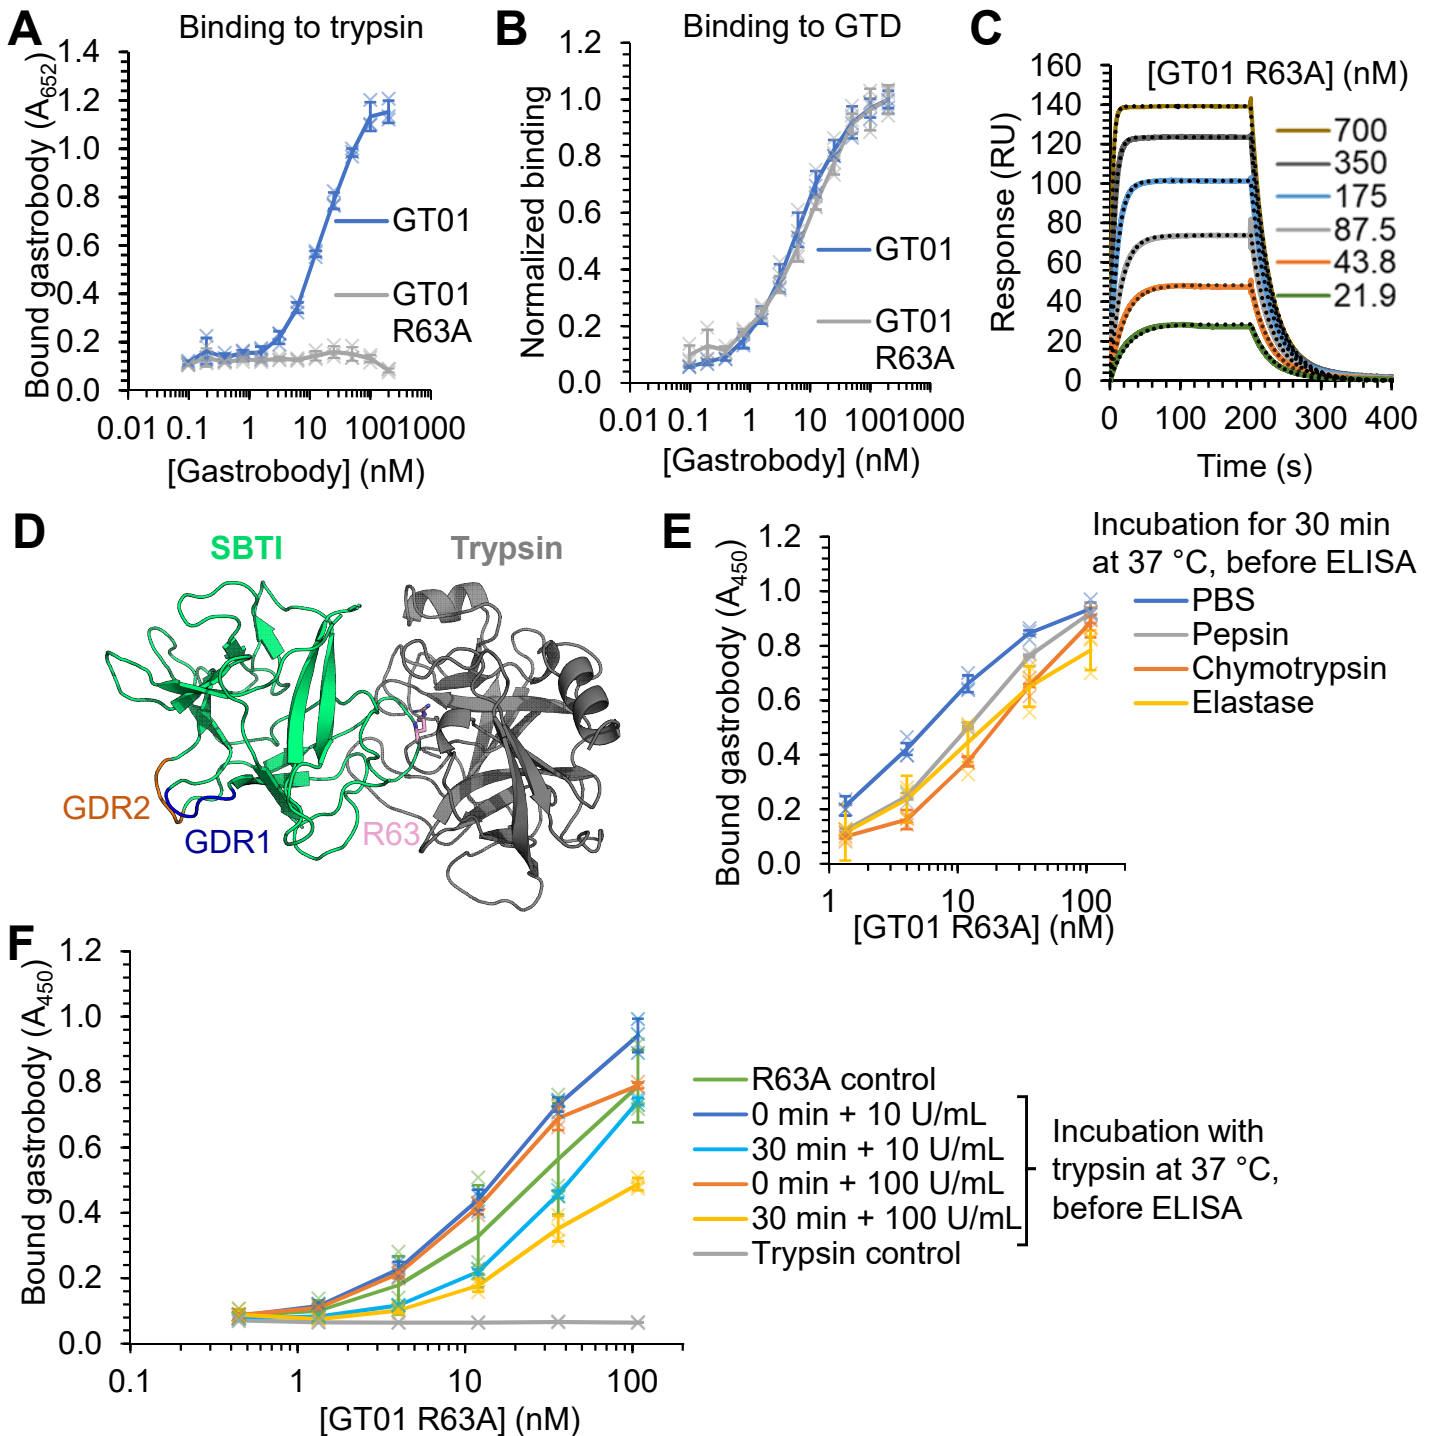 A
Binding to trypsin
Bound gastrobody (A652)
1.4
1.2
1.0
0.8
0.6
0.4
0.2
0.0
0.01 0.1 1 10 100 1000
[Gastrobody] (nM)
GT01
GT01
R63A
B
Binding to GTD
Normalized binding
1.2
1.0
0.8
0.6
0.4
0.2
0.0
0.01 0.1 1 10 100 1000
[Gastrobody] (nM)
GT01
GT01
R63A
C
[GT01 R63A] (nM)
Response (RU)
160
140
120
100
80
60
40
20
0
0 100 200 300 400
Time (s)
700
350
175
87.5
43.8
21.9
D
SBTI
Trypsin
GDR2
GDR1
R63
E
Incubation for 30 min
at 37 °C, before ELISA
Bound gastrobody (A450)
1.2
1.0
0.8
0.6
0.4
0.2
0.0
1 10 100
[GT01 R63A] (nM)
PBS
Pepsin
Chymotrypsin
Elastase
F
Bound gastrobody (A450)
1.2
1.0
0.8
0.6
0.4
0.2
0.0
0.1 1 10 100
[GT01 R63A] (nM)
R63A control
0 min + 10 U/mL
30 min + 10 U/mL
0 min + 100 U/mL
30 min + 100 U/mL
Trypsin control
Incubation with
trypsin at 37 °C,
before ELISA